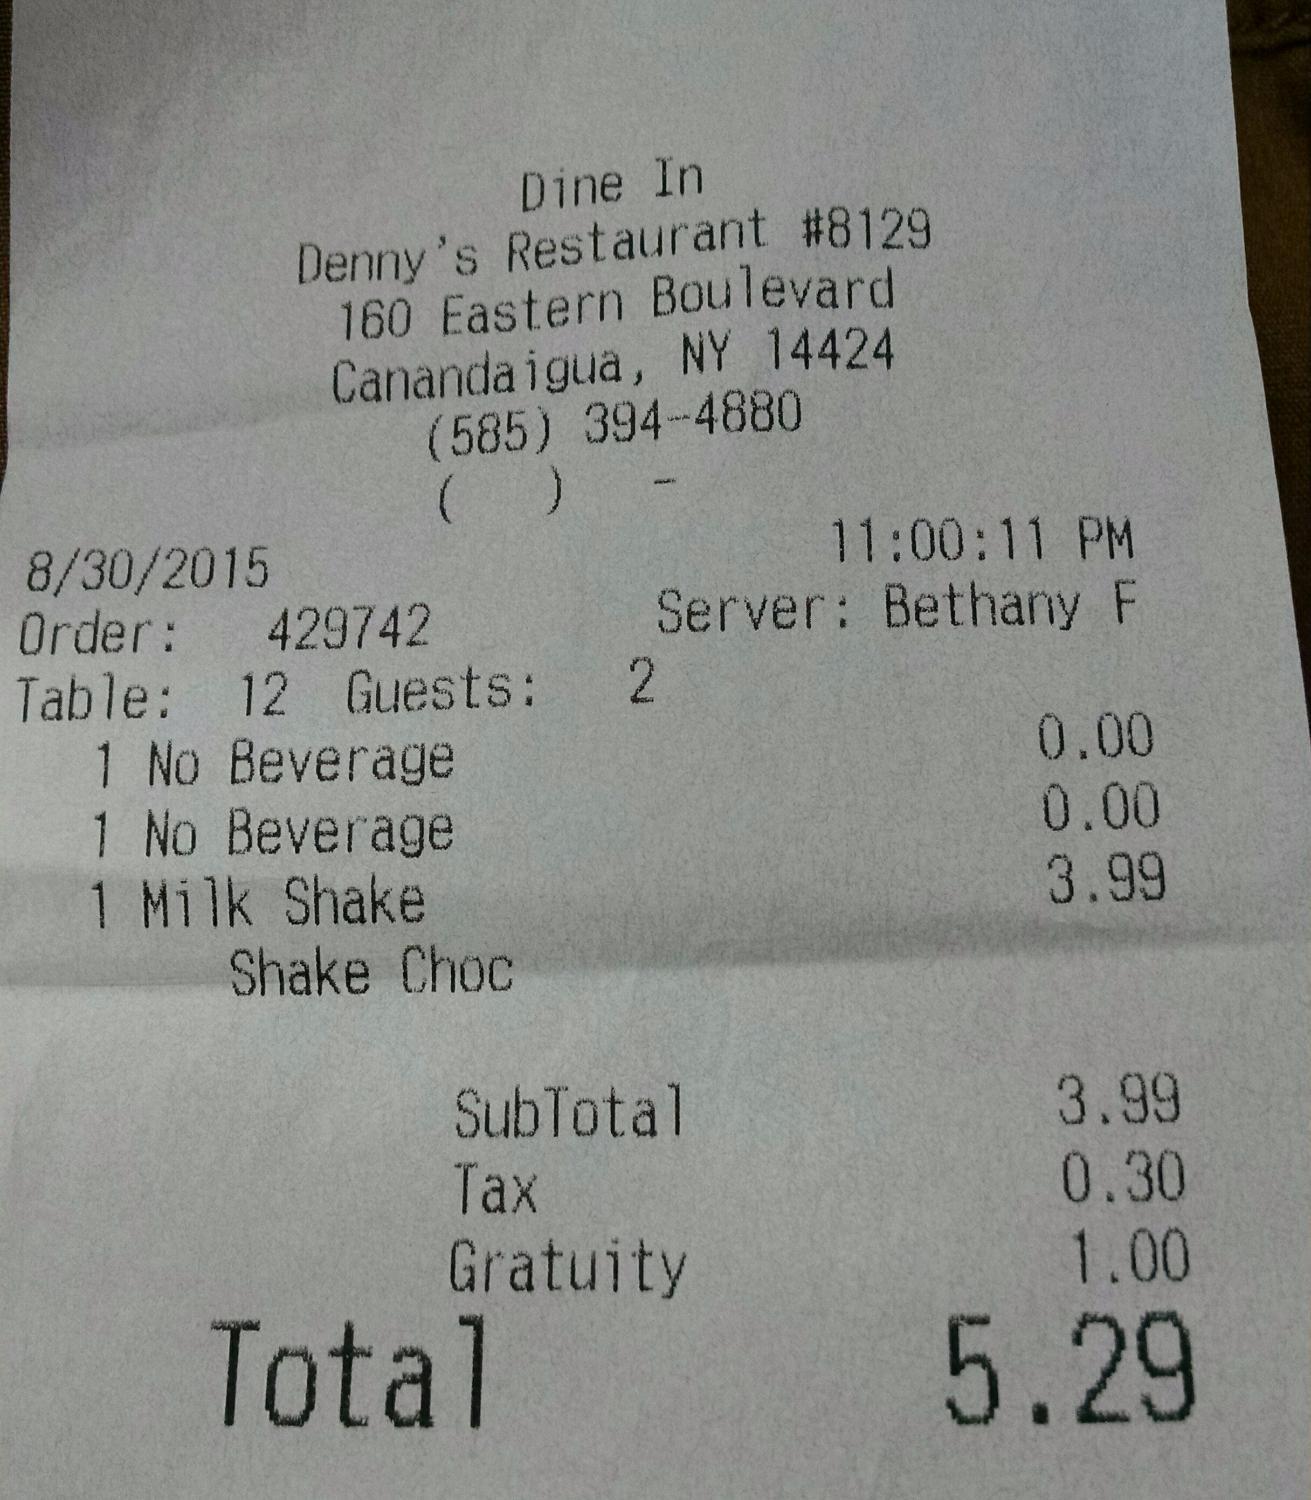 Dine In
Denny's Restaurant #8129
160 Eastern Boulevard
Canandaigua, NY 14424
(585) 394-4880
(   )   -
8/30/2015 11:00:11 PM
Order: 429742 Server: Bethany F
Table: 12 Guests: 2
1 No Beverage 0.00
1 No Beverage 0.00
1 Milk Shake 3.99
Shake Choc
SubTotal 3.99
Tax 0.30
Gratuity 1.00
Total 5.29